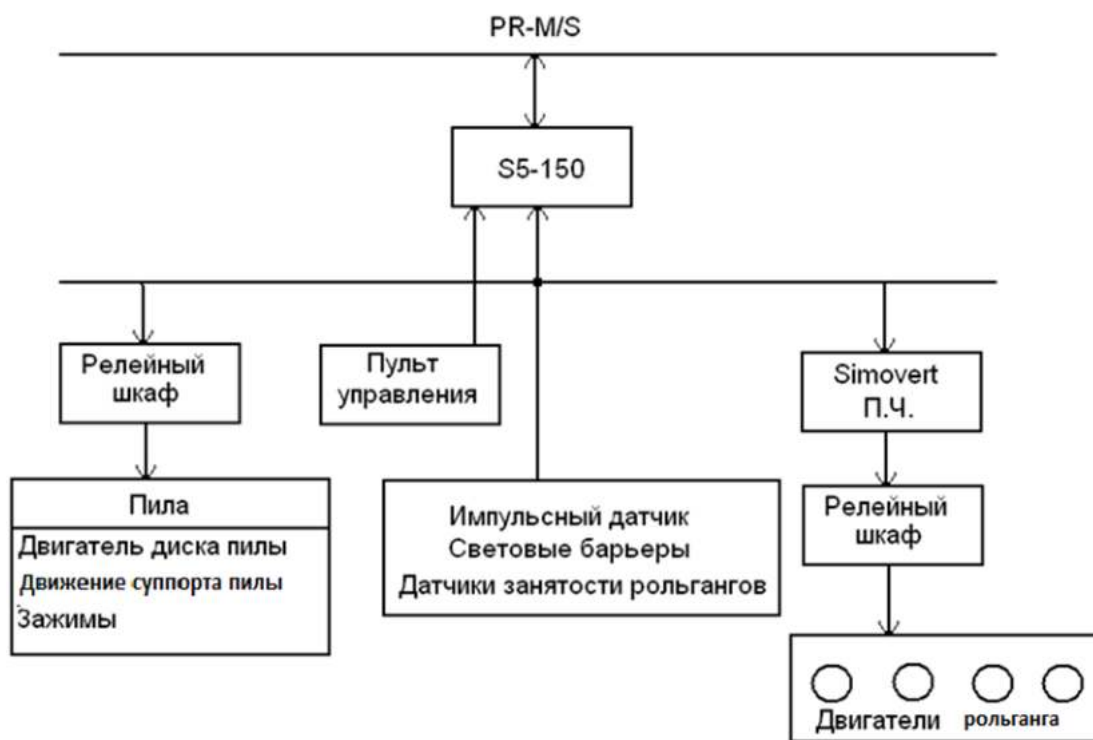 PR-M/S
S5-150
Релейный
шкаф
Пульт
управления
Simovert
П.Ч.
Пила
Двигатель диска пилы
Движение суппорта пилы
Зажимы
Импульсный датчик
Световые барьеры
Датчики занятости рольгангов
Релейный
шкаф
Двигатели рольганга